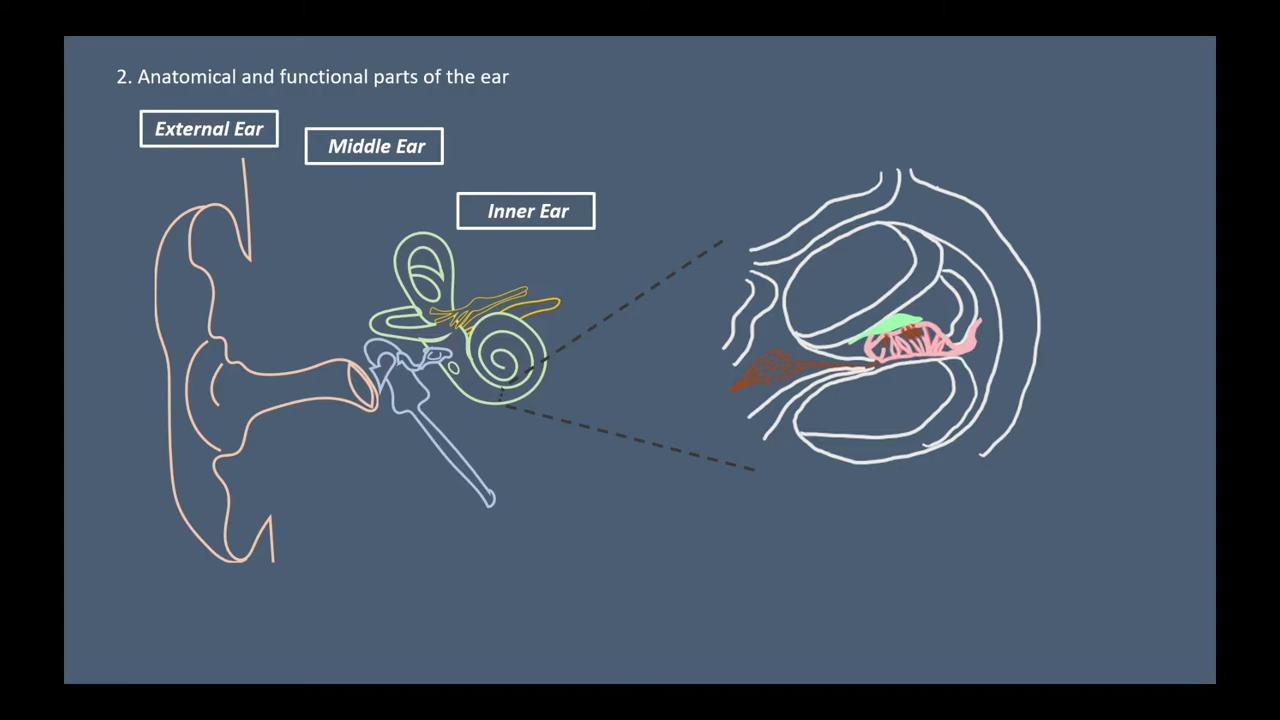 2. Anatomical and functional parts of the ear
External Ear
Middle Ear
Inner Ear